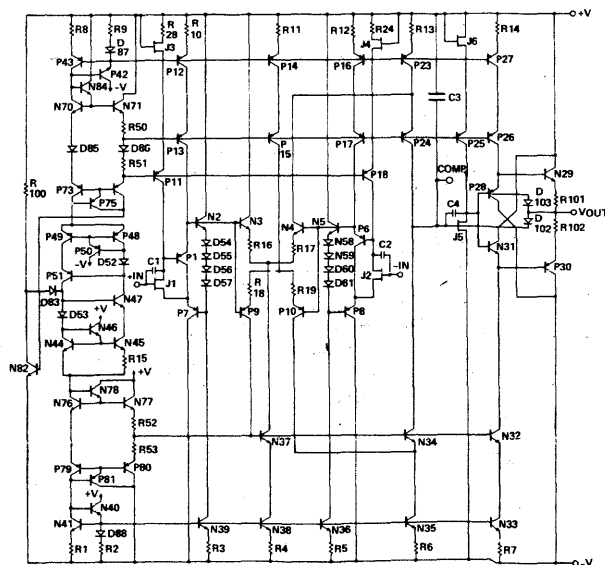 +V
R8
R9
D
87
R
28
J3
R
10
R11
R12
R24
J4
R13
J6
R14
P43
P42
-V
P12
P14
P16
P23
P27
N84
N70
N71
C3
R50
D85
D86
P13
P
15
P17
P24
P25
P26
R51
R
100
P73
P75
P11
P18
COMP
P28
D
103
N29
R101
VOUT
R102
D
102
C4
J5
N31
P30
P49
P48
P50
-V
D52
P51
+IN
C1
J1
P1
N2
N3
D54
D55
D56
D57
R16
N4
R17
N5
N58
N59
D60
D61
P6
C2
-IN
J2
D83
D53
N47
+V
N46
P7
R
18
P9
R19
P10
P8
N82
N44
N45
R15
+V
N78
N76
N77
R52
N37
N34
N32
R53
P79
P80
P81
+V
N40
N41
D88
N39
N38
N36
N35
N33
R1
R2
R3
R4
R5
R6
R7
-V